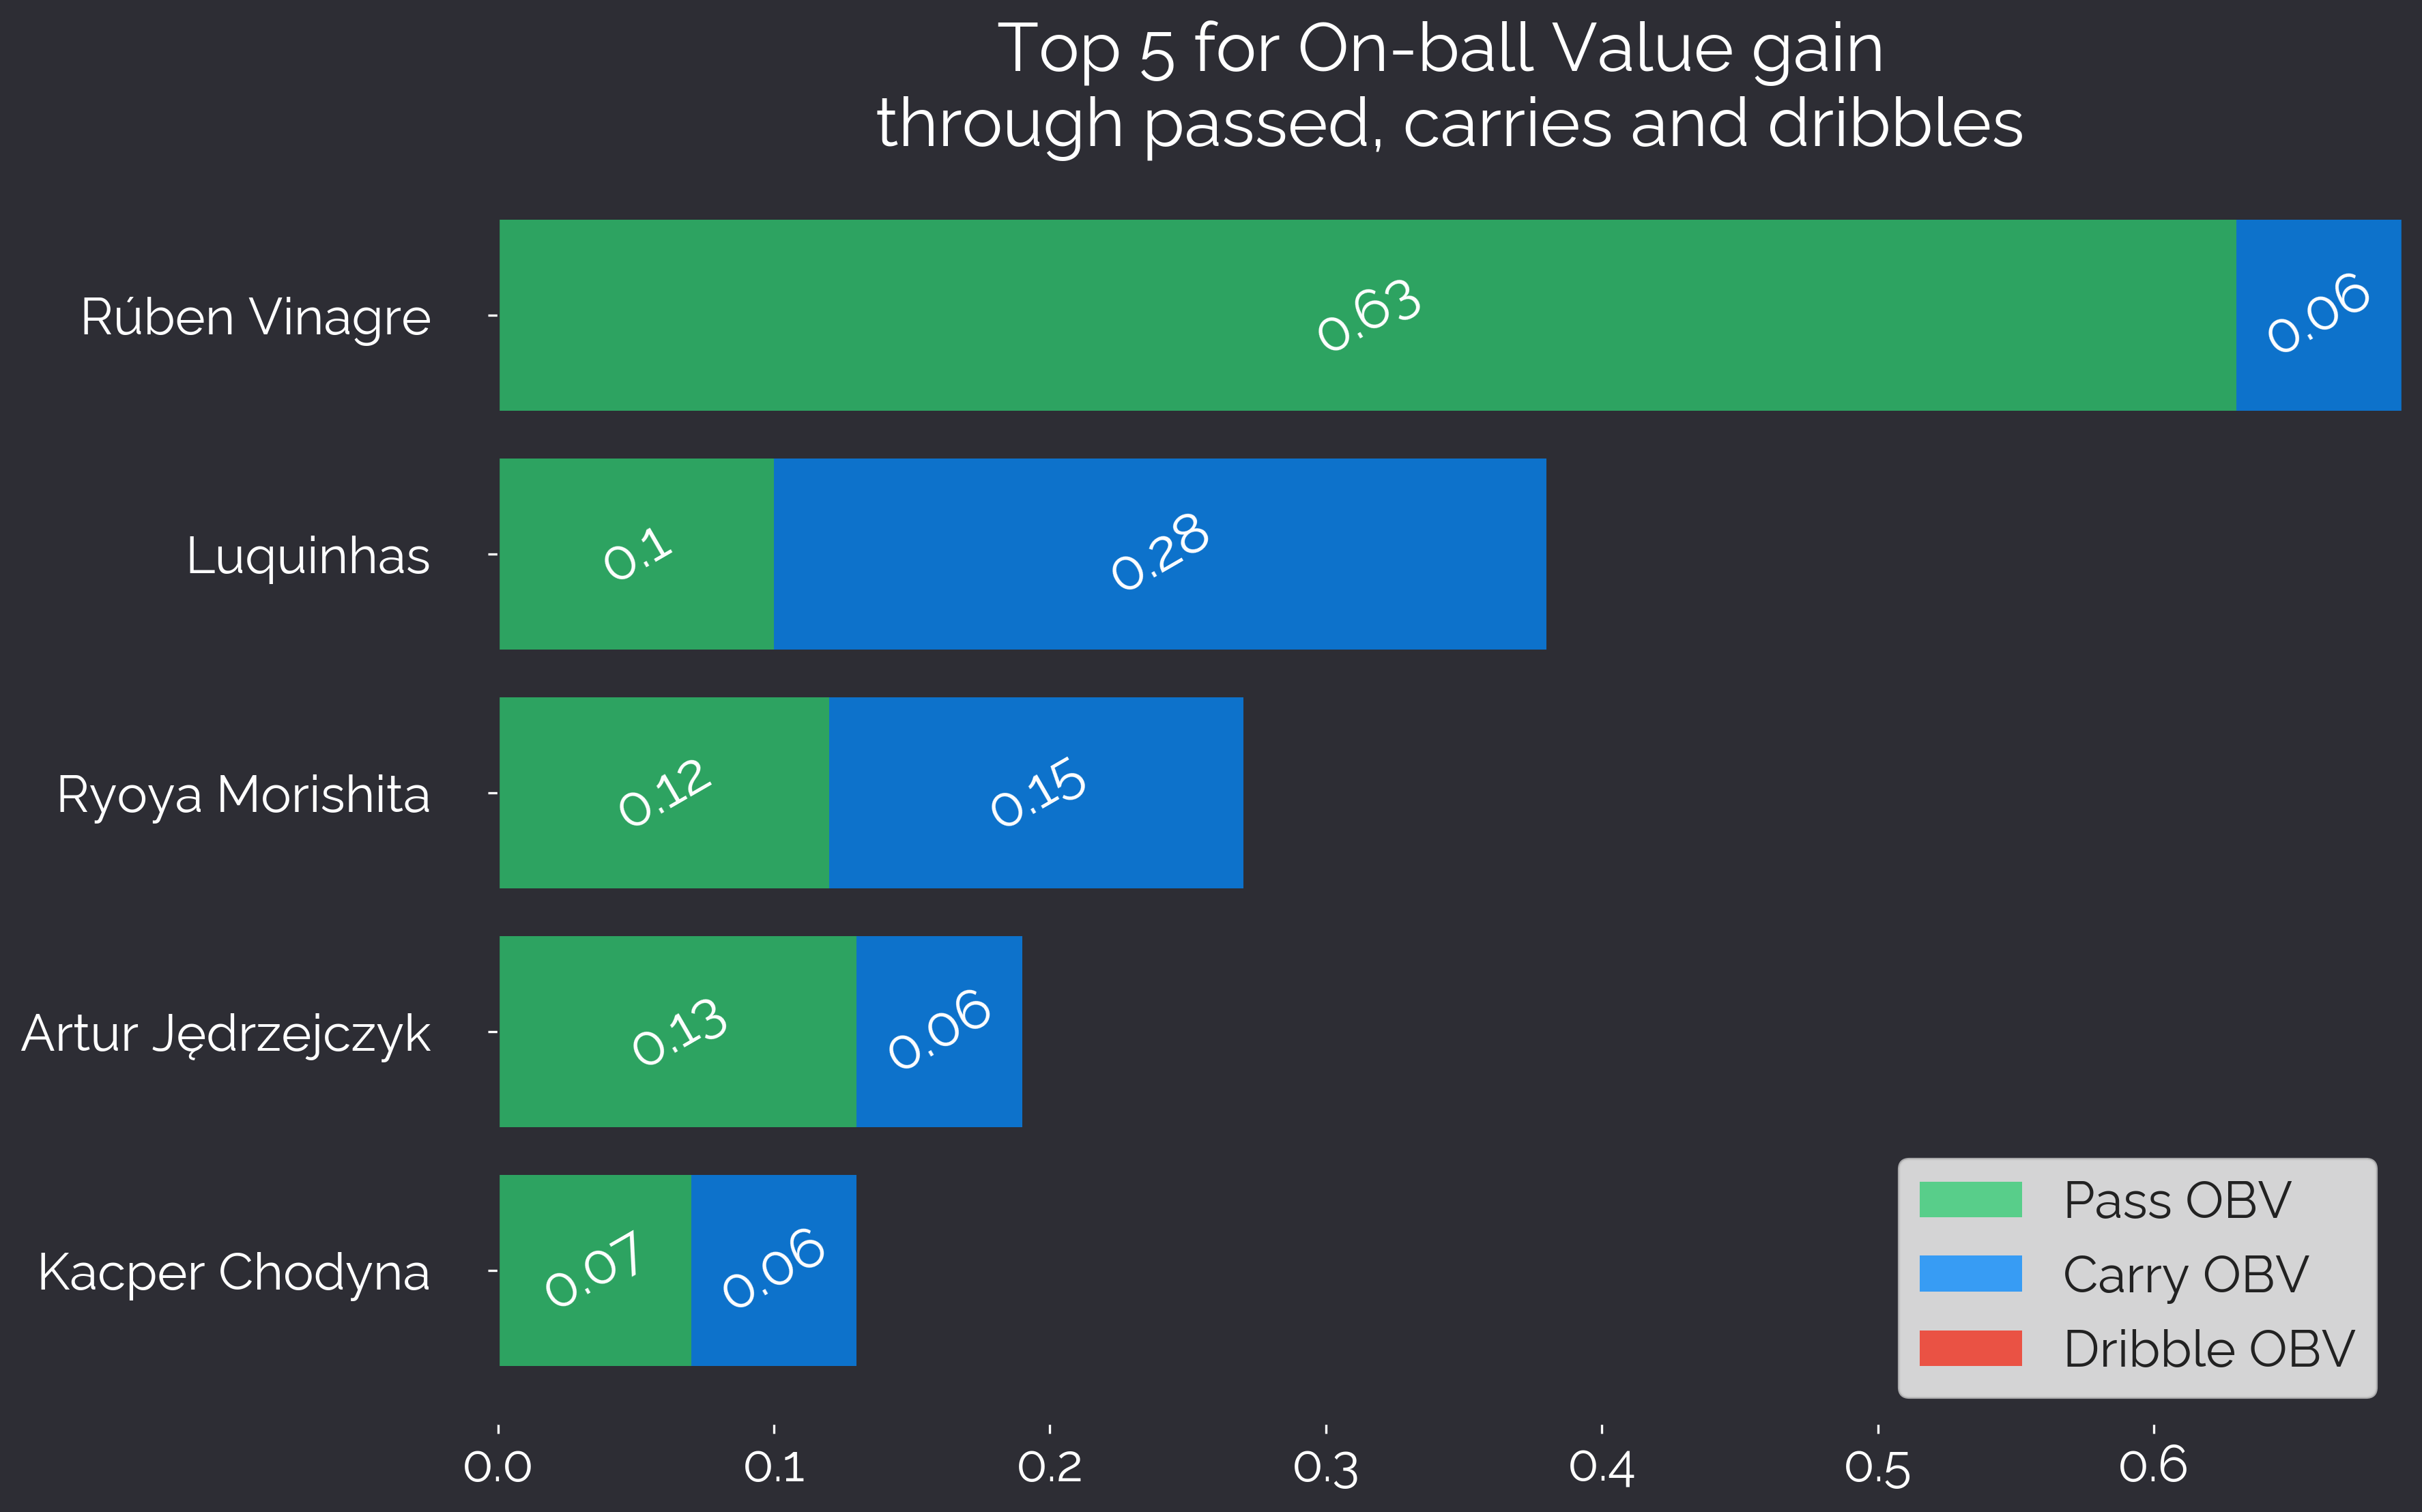 Top 5 for On-ball Value gain
through passed, carries and dribbles
Rúben Vinagre
0.63
0.06
Luquinhas
0.1
0.28
Ryoya Morishita
0.12
0.15
Artur Jędrzejczyk
0.13
0.06
Kacper Chodyna
0.07
0.06
Pass OBV
Carry OBV
Dribble OBV
0.0 0.1 0.2 0.3 0.4 0.5 0.6